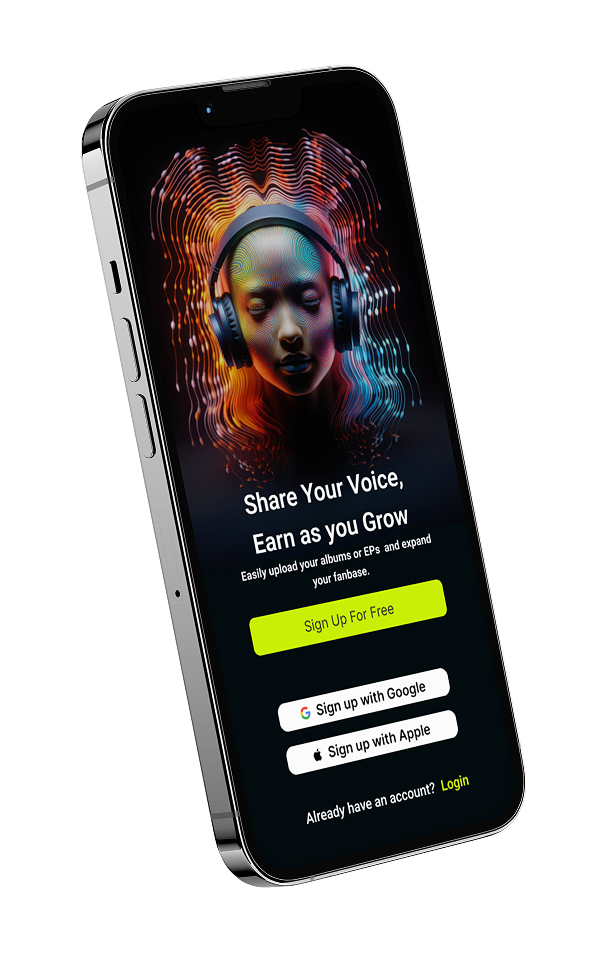 Share Your Voice,
Earn as you Grow
Easily upload your albums or EPs and expand
your fanbase.
Sign Up For Free
Sign up with Google
Sign up with Apple
Already have an account? Login